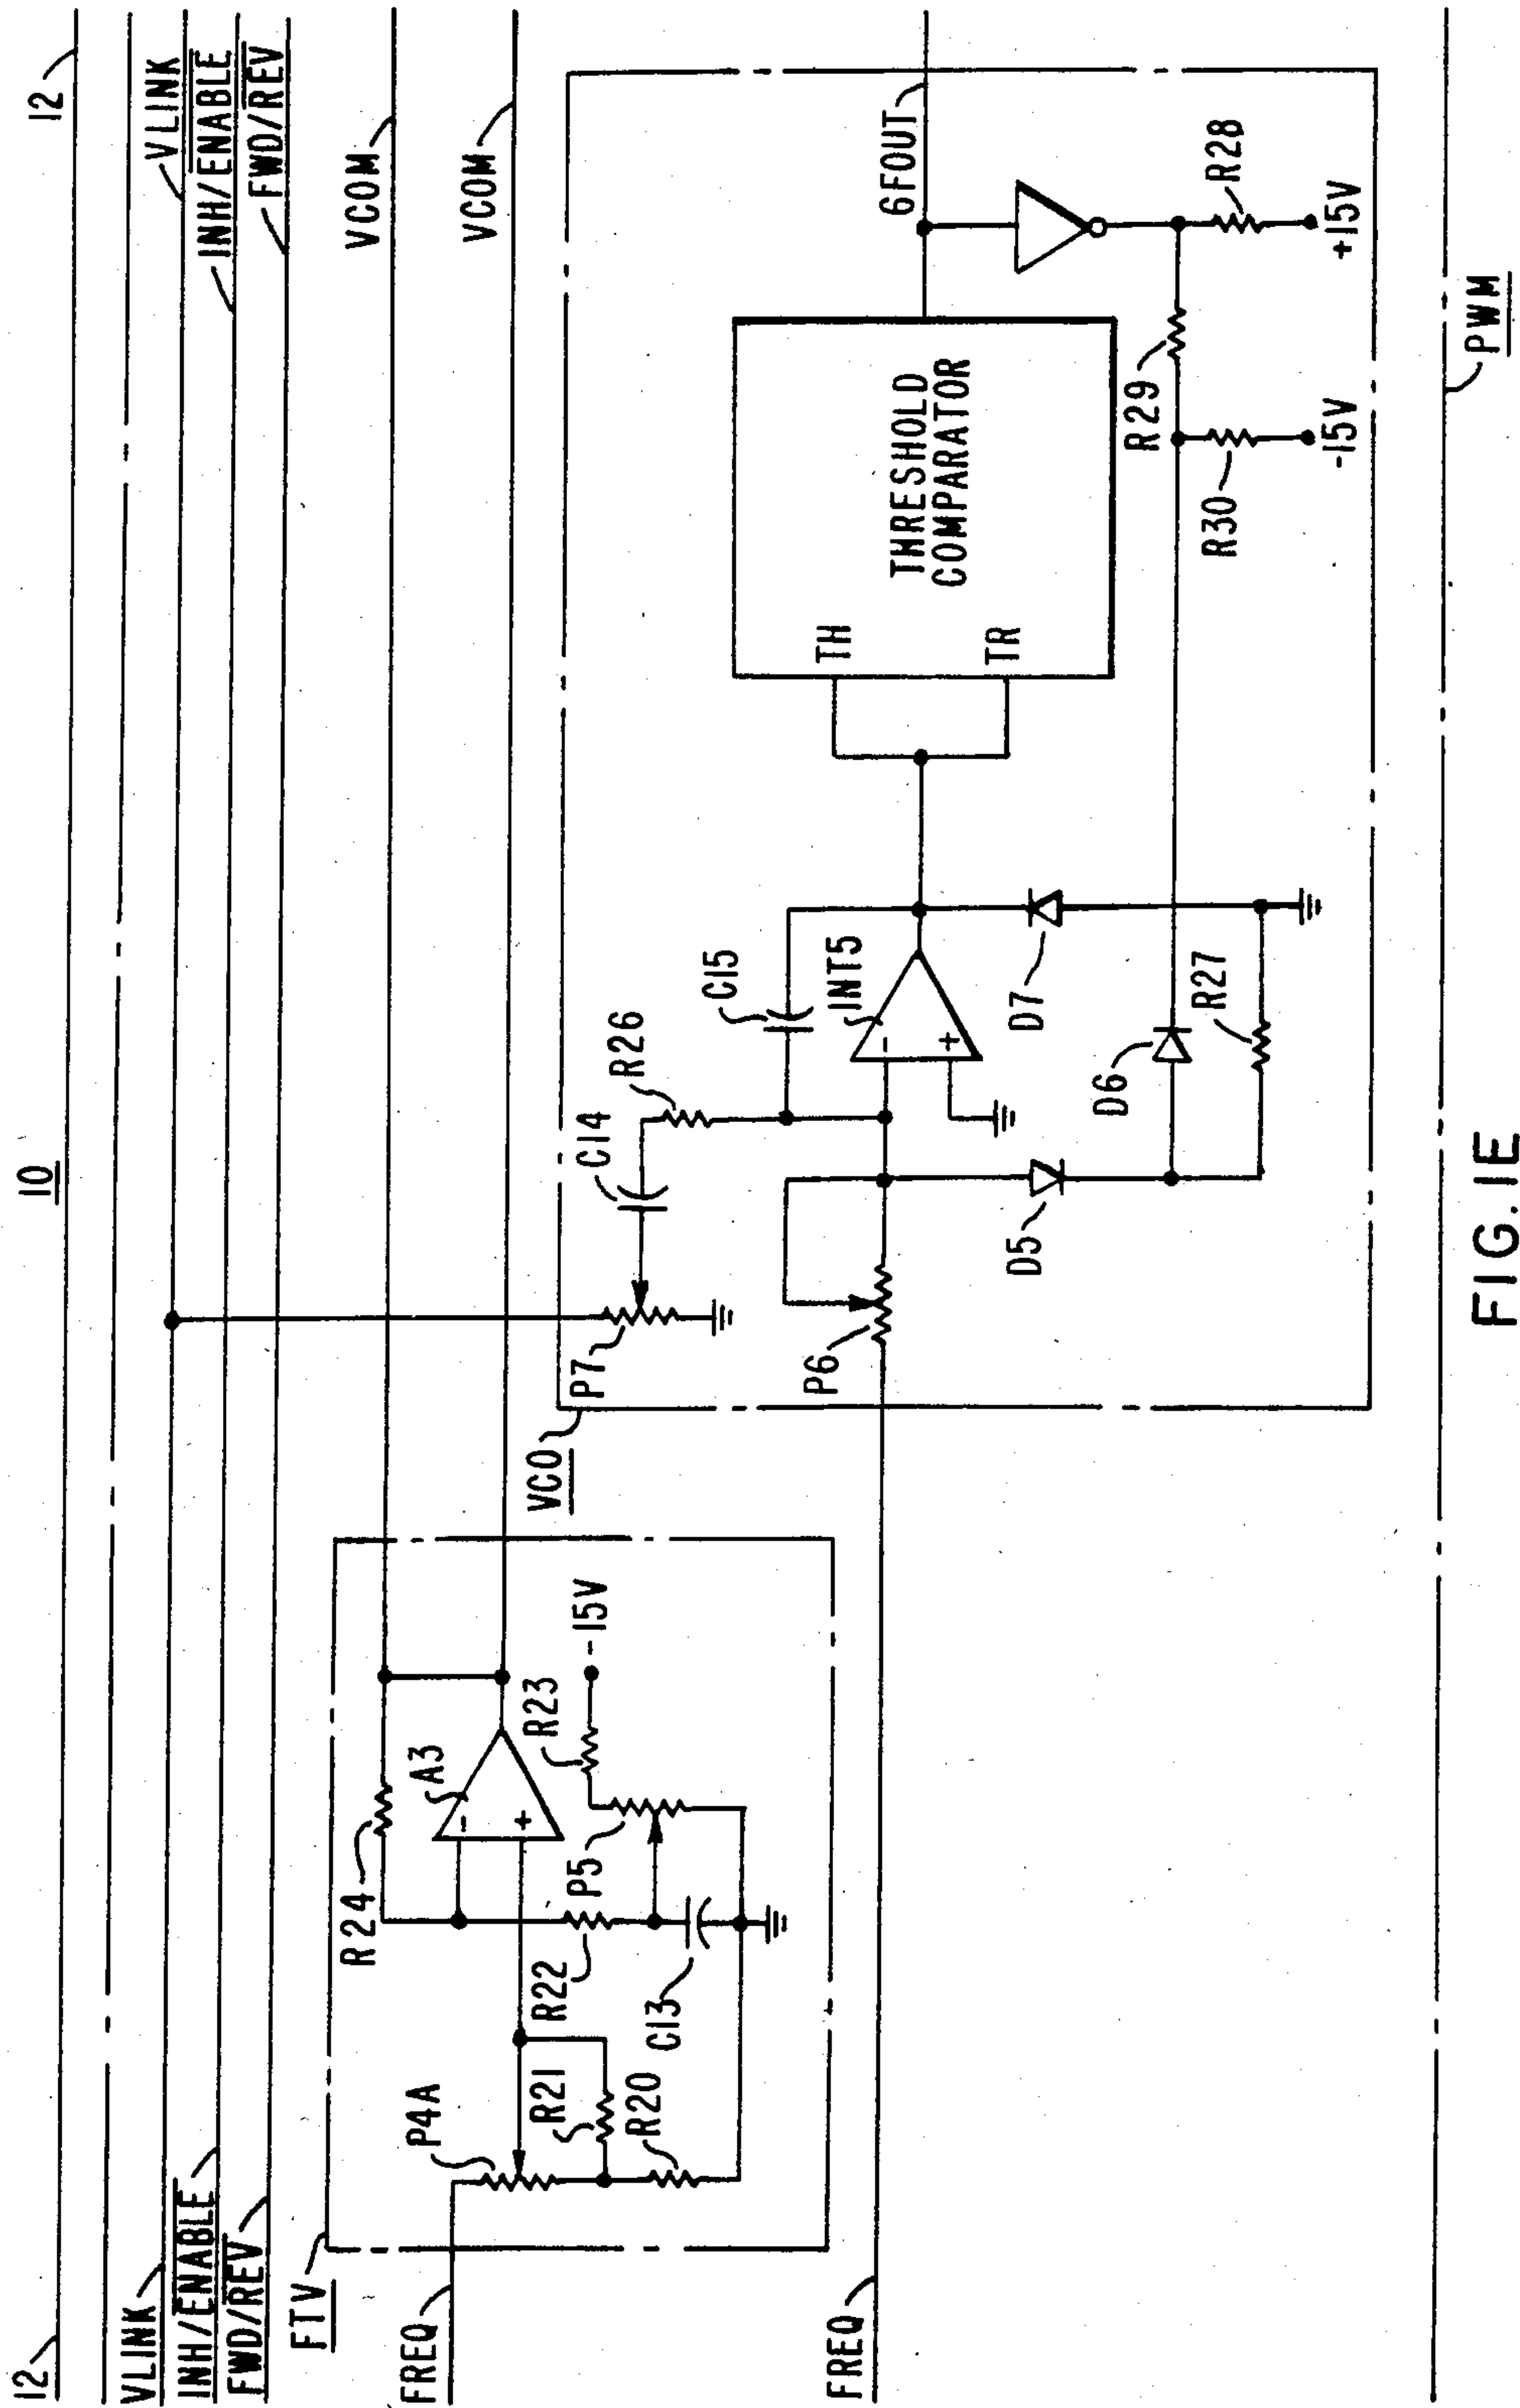 10
12
12
VLINK
VLINK
INH/ENABLE
INH/ENABLE
FWD/REV
FWD/REV
VCOM
VCOM
FTV
FREQ
P4A
R21
R20
R24
A3
-
+
R22
C13
P5
R23
-15V
VCO
P7
C14
R26
C15
FREQ
P6
INT5
-
+
D5
D6
D7
R27
TH
TR
THRESHOLD
COMPARATOR
6FOUT
R29
R30
-15V
R28
+15V
PWM
FIG. 1E